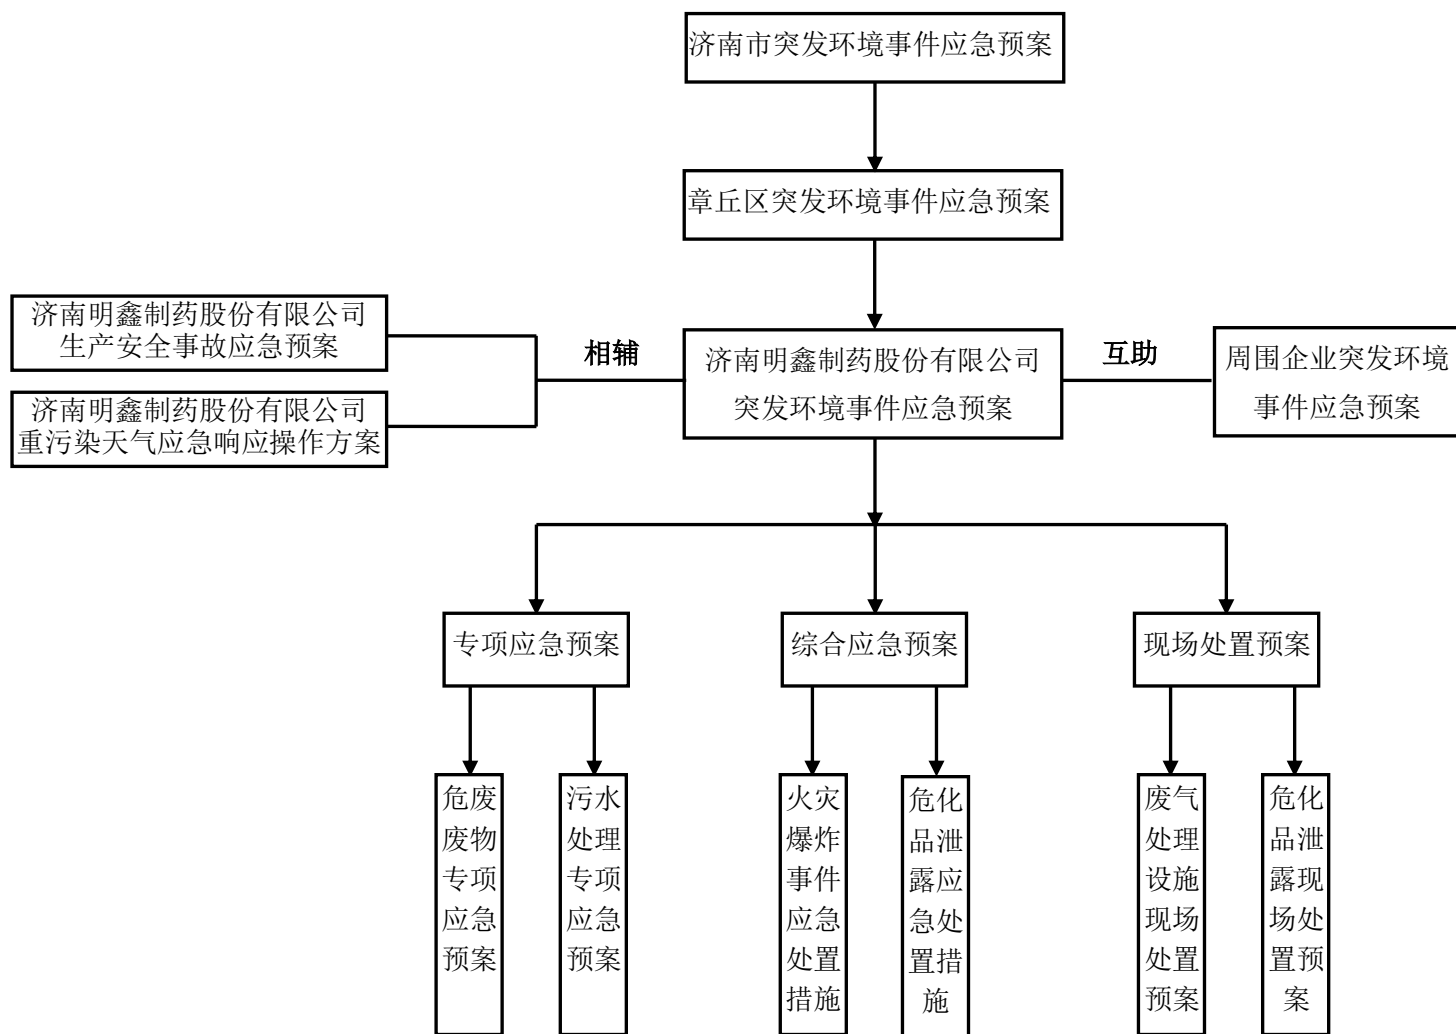 济南市突发环境事件应急预案
章丘区突发环境事件应急预案
济南明鑫制药股份有限公司
生产安全事故应急预案
济南明鑫制药股份有限公司
重污染天气应急响应操作方案
相辅
济南明鑫制药股份有限公司
突发环境事件应急预案
互助
周围企业突发环境
事件应急预案
专项应急预案
综合应急预案
现场处置预案
危废
废物
专项
应急
预案
污水
处理
专项
应急
预案
火灾
爆炸
事件
应急
处置
措施
危化
品泄
露应
急处
置措
施
废气
处理
设施
现场
处置
预案
危化
品泄
露现
场处
置预
案